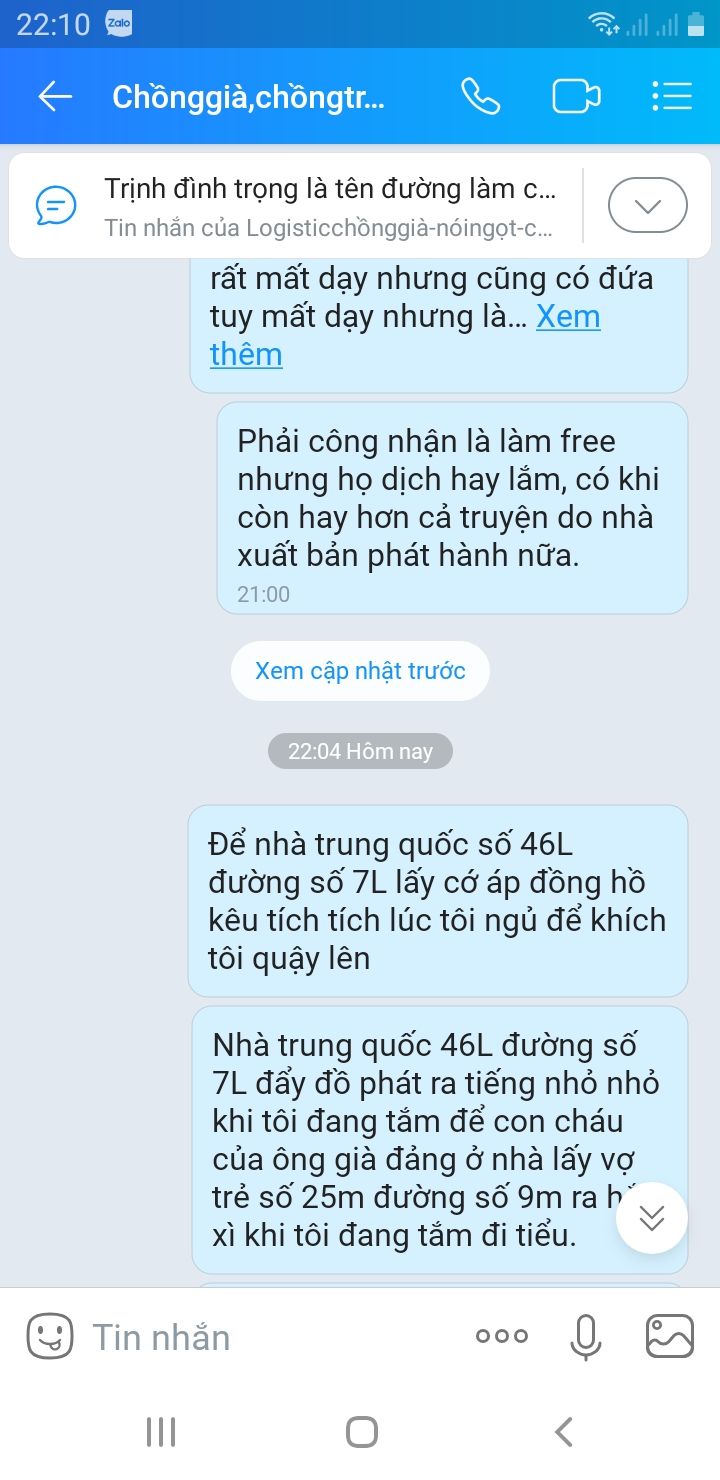 22:10
Zalo
Chồnggià,chồngtr...
Trịnh đình trọng là tên đường làm c...
Tin nhắn của Logisticchồnggià-nóingọt-c...
rất mất dạy nhưng cũng có đứa
tuy mất dạy nhưng là... Xem
thêm
Phải công nhận là làm free
nhưng họ dịch hay lắm, có khi
còn hay hơn cả truyện do nhà
xuất bản phát hành nữa.
21:00
Xem cập nhật trước
22:04 Hôm nay
Để nhà trung quốc số 46L
đường số 7L lấy cớ áp đồng hồ
kêu tích tích lúc tôi ngủ để khích
tôi quậy lên
Nhà trung quốc 46L đường số
7L đẩy đồ phát ra tiếng nhỏ nhỏ
khi tôi đang tắm để con cháu
của ông già đảng ở nhà lấy vợ
trẻ số 25m đường số 9m ra
xì khi tôi đang tắm đi tiểu.
Tin nhắn